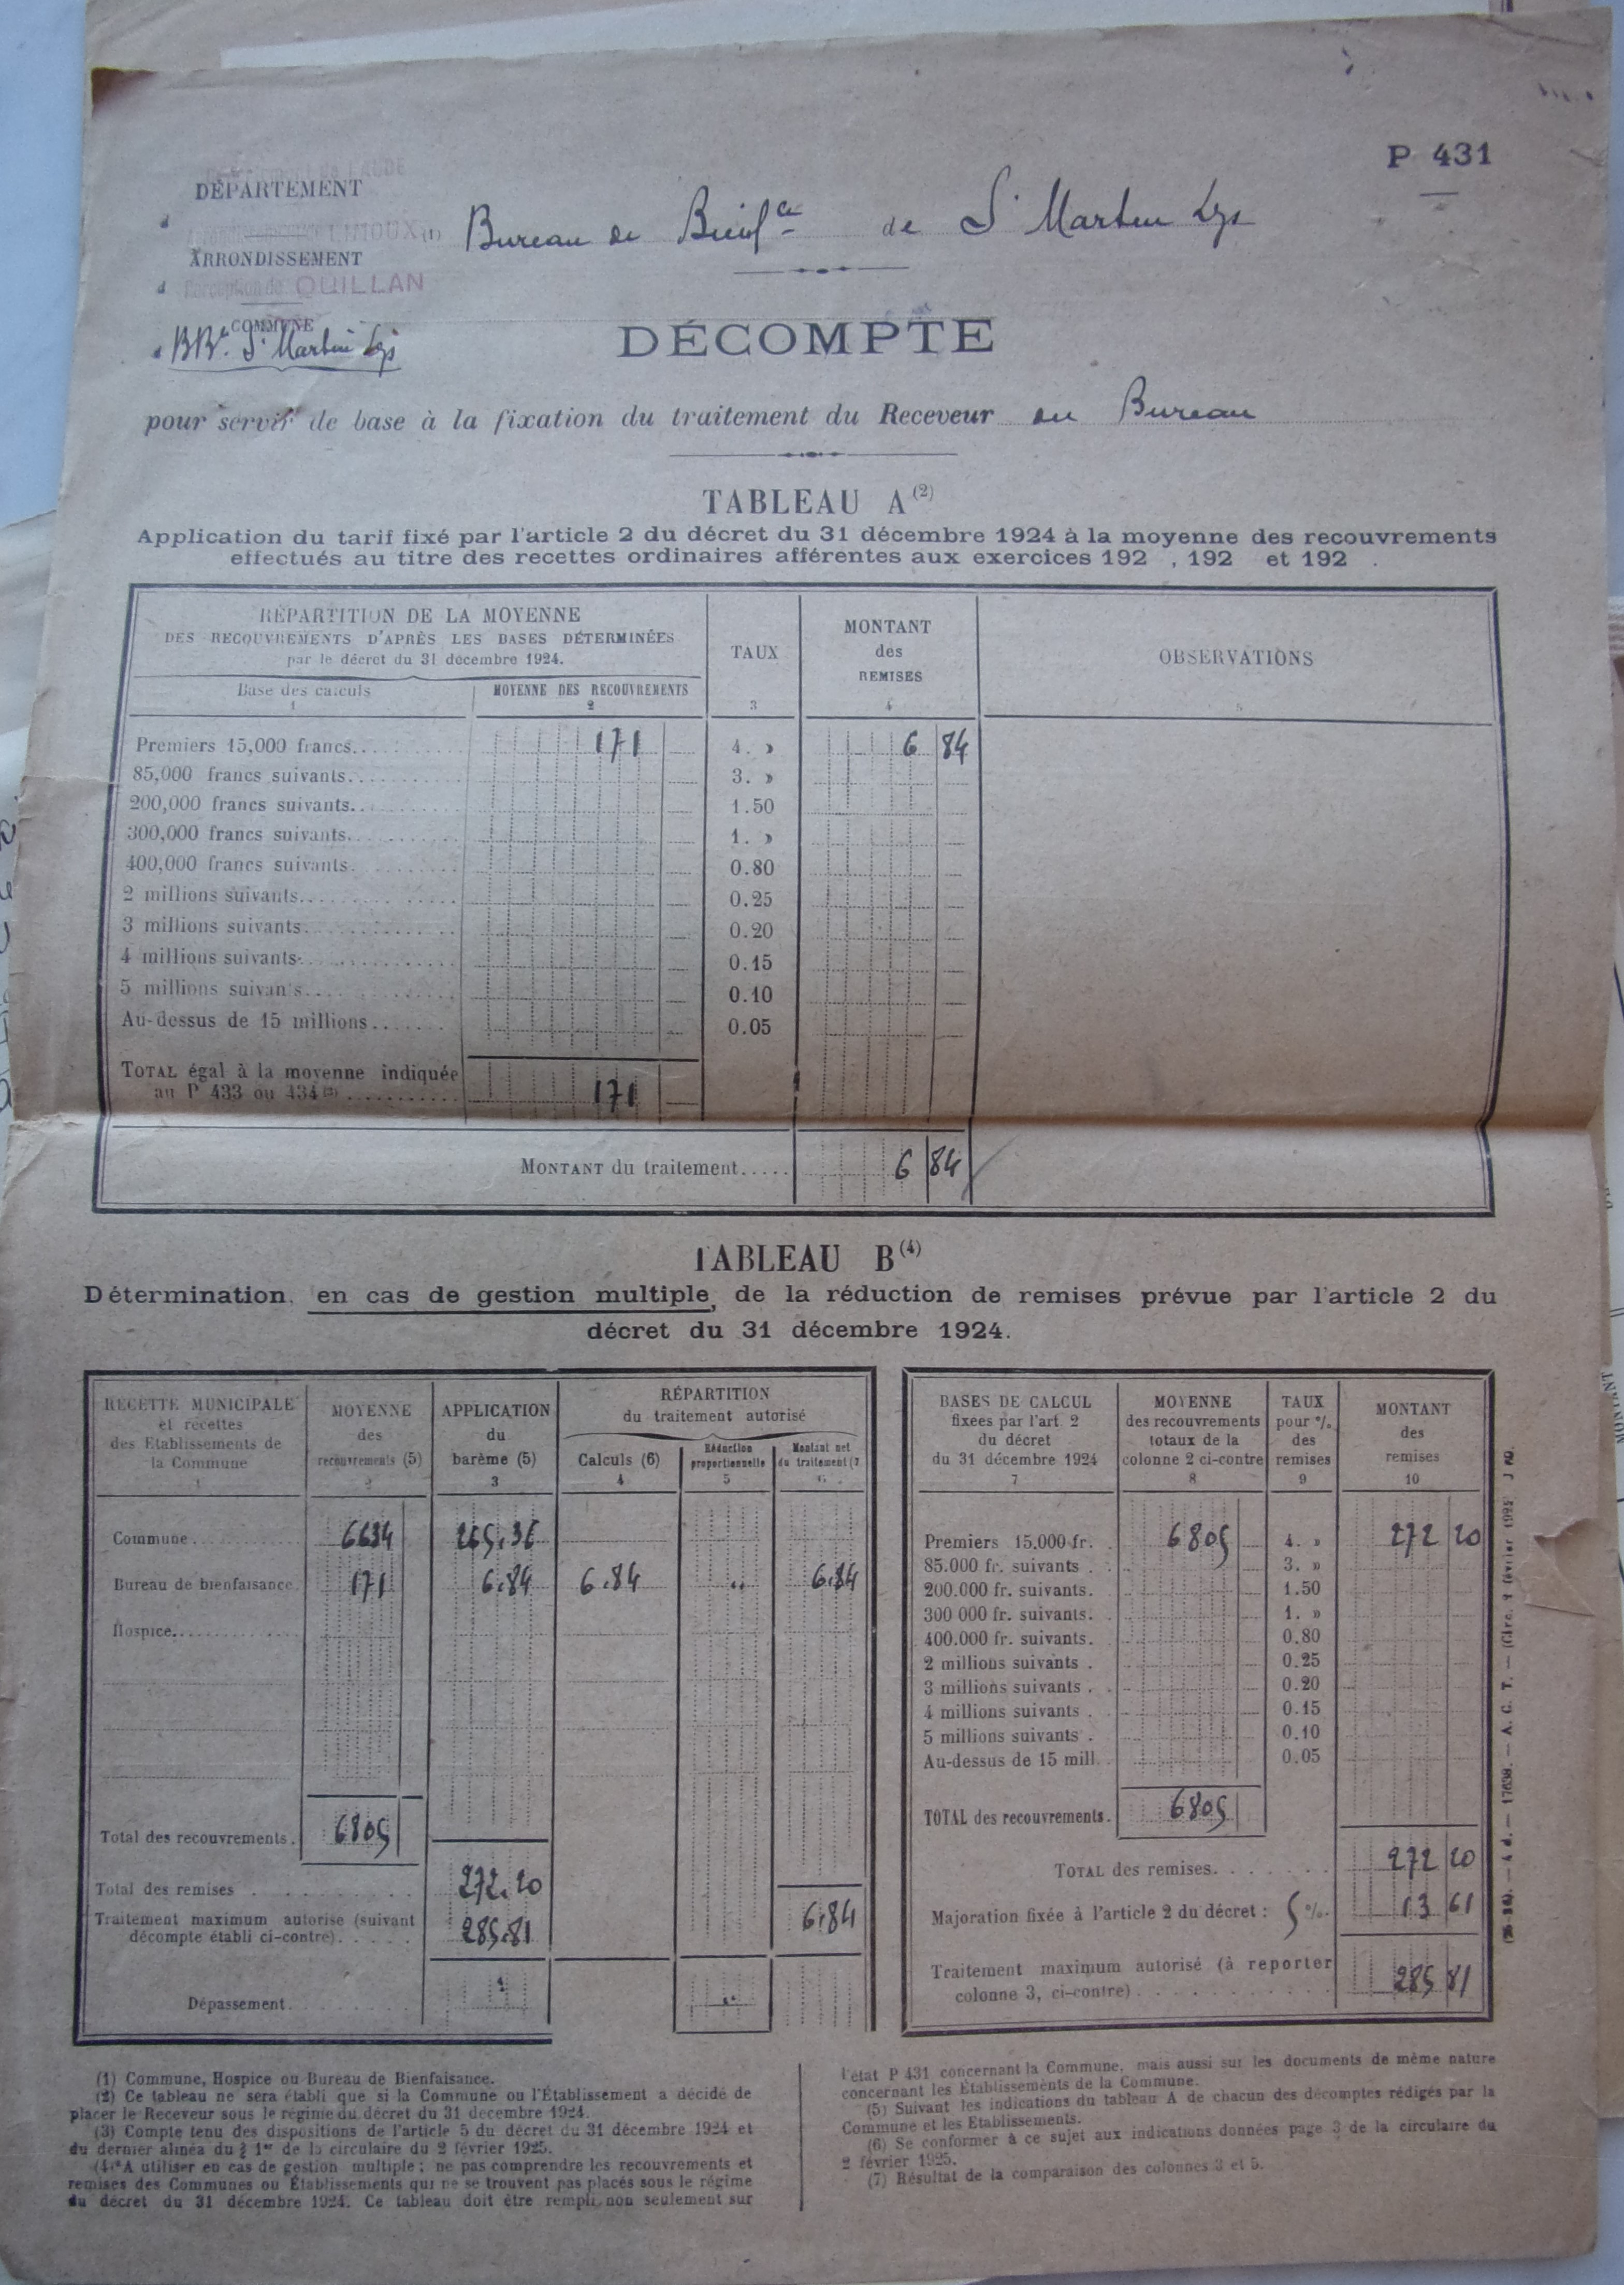 P 431
Département de l'AUDE
DÉPARTEMENT
LIMOUX (1) Bureau de Bienf.ce de St Martin Lys
ARRONDISSEMENT
Perception de QUILLAN
COMMUNE
d BBce St Martin Lys
DÉCOMPTE
pour servir de base à la fixation du traitement du Receveur du Bureau
TABLEAU A (2)
Application du tarif fixé par l'article 2 du décret du 31 décembre 1924 à la moyenne des recouvrements
effectués au titre des recettes ordinaires afférentes aux exercices 192 , 192 et 192 .
RÉPARTITION DE LA MOYENNE
DES RECOUVREMENTS D'APRÈS LES BASES DÉTERMINÉES
par le décret du 31 décembre 1924.
Base des calculs
1
MOYENNE DES RECOUVREMENTS
2
TAUX
3
MONTANT
des
REMISES
4
OBSERVATIONS
5
Premiers 15,000 francs... 171 4. » 6 84
85,000 francs suivants... 3. »
200,000 francs suivants... 1.50
300,000 francs suivants... 1. »
400,000 francs suivants. 0.80
2 millions suivants... 0.25
3 millions suivants... 0.20
4 millions suivants... 0.15
5 millions suivants... 0.10
Au-dessus de 15 millions... 0.05
TOTAL égal à la moyenne indiquée
au P 433 ou 434 (3)... 171
MONTANT du traitement..... 6 84
TABLEAU B (4)
Détermination, en cas de gestion multiple, de la réduction de remises prévue par l'article 2 du
décret du 31 décembre 1924.
RECETTE MUNICIPALE
et recettes
des Etablissements de
la Commune
1
MOYENNE
des
recouvrements (5)
2
APPLICATION
du
barème (5)
3
RÉPARTITION
du traitement autorisé
Calculs (6)
4
Réduction
proportionnelle
5
Montant net
du traitement (7
6
Commune... 6634 265.36
Bureau de bienfaisance 171 6.84 6.84 " 6.84
Hospice...
Total des recouvrements. 6805
Total des remises . 272.20
6.84
Traitement maximum autorisé (suivant
décompte établi ci-contre). 285.81
Dépassement. " "
BASES DE CALCUL
fixées par l'art. 2
du décret
du 31 décembre 1924
7
MOYENNE
des recouvrements
totaux de la
colonne 2 ci-contre
8
TAUX
pour %
des
remises
9
MONTANT
des
remises
10
Premiers 15.000 fr. . 6805 4. » 272 20
85.000 fr. suivants . 3. »
200.000 fr. suivants. 1.50
300 000 fr. suivants. 1. »
400.000 fr. suivants. 0.80
2 millions suivants . 0.25
3 millions suivants . 0.20
4 millions suivants . 0.15
5 millions suivants . 0.10
Au-dessus de 15 mill. 0.05
TOTAL des recouvrements. 6805
TOTAL des remises. 272 20
Majoration fixée à l'article 2 du décret : 5 %. 13 61
Traitement maximum autorisé (à reporter
colonne 3, ci-contre) 285 81
4 d. — 17638. — A. C. T. — (Circ. 2 février 1925)
(1) Commune, Hospice ou Bureau de Bienfaisance.
(2) Ce tableau ne sera établi que si la Commune ou l'Établissement a décidé de
placer le Receveur sous le régime du décret du 31 decembre 1924.
(3) Compte tenu des dispositions de l'article 5 du décret du 31 décembre 1924 et
du dernier alinéa du § 1er de la circulaire du 2 février 1925.
(4) A utiliser en cas de gestion multiple ; ne pas comprendre les recouvrements et
remises des Communes ou Établissements qui ne se trouvent pas placés sous le régime
du décret du 31 décembre 1924. Ce tableau doit être rempli non seulement sur
l'état P 431 concernant la Commune, mais aussi sur les documents de même nature
concernant les Etablissements de la Commune.
(5) Suivant les indications du tableau A de chacun des décomptes rédigés par la
Commune et les Etablissements.
(6) Se conformer à ce sujet aux indications données page 3 de la circulaire du
2 février 1925.
(7) Résultat de la comparaison des colonnes 3 et 5.